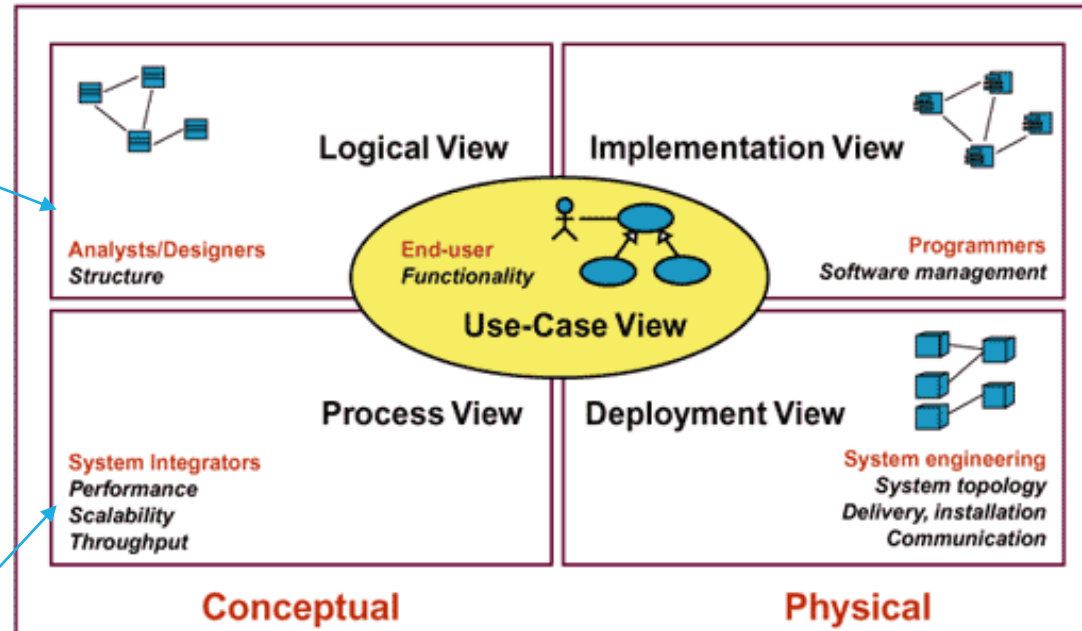 Logical View
Analysts/Designers
Structure
Implementation View
Programmers
Software management
End-user
Functionality
Use-Case View
Process View
System Integrators
Performance
Scalability
Throughput
Deployment View
System engineering
System topology
Delivery, installation
Communication
Conceptual
Physical